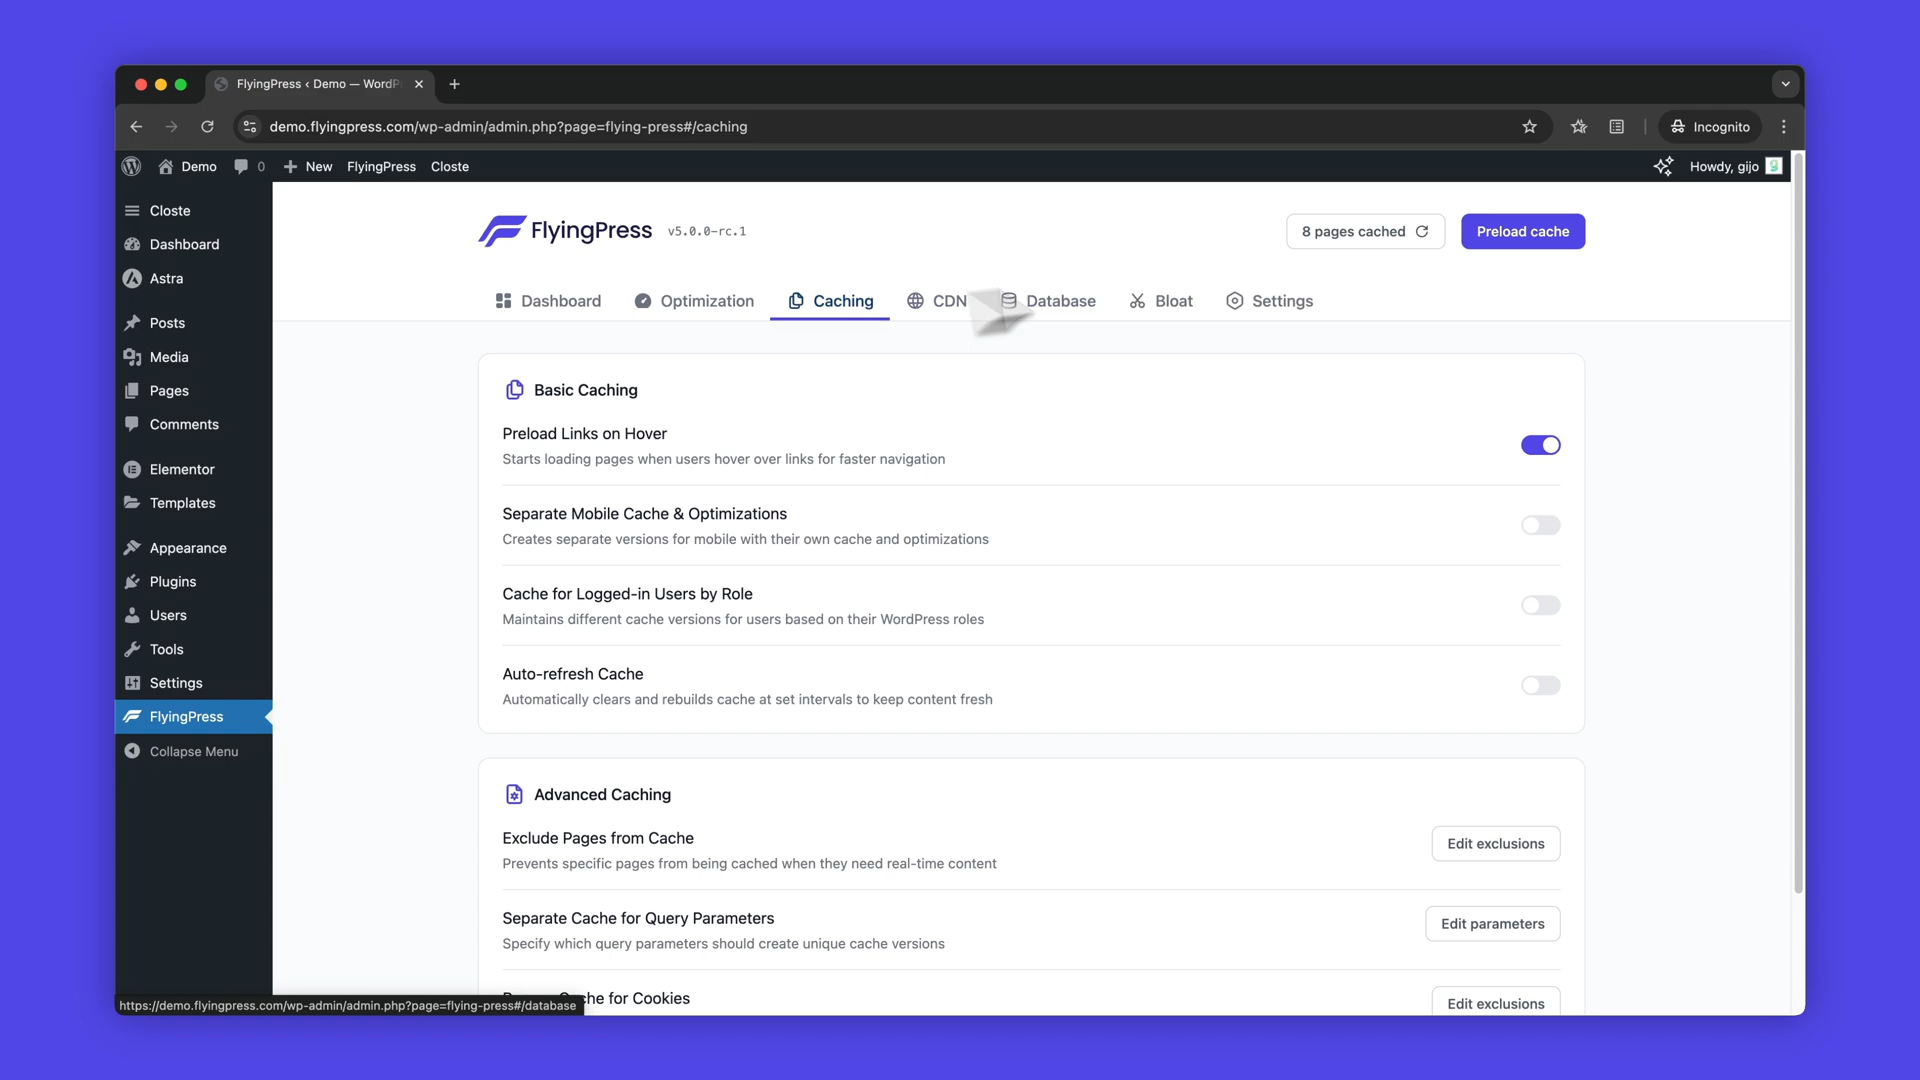 FlyingPress ‹ Demo — WordP
demo.flyingpress.com/wp-admin/admin.php?page=flying-press#/caching
Incognito
Demo
0
New
FlyingPress
Closte
Howdy, gijo
Closte
Dashboard
Astra
Posts
Media
Pages
Comments
Elementor
Templates
Appearance
Plugins
Users
Tools
Settings
FlyingPress
Collapse Menu
FlyingPress v5.0.0-rc.1
8 pages cached
Preload cache
Dashboard
Optimization
Caching
CDN
Database
Bloat
Settings
Basic Caching
Preload Links on Hover
Starts loading pages when users hover over links for faster navigation
Separate Mobile Cache & Optimizations
Creates separate versions for mobile with their own cache and optimizations
Cache for Logged-in Users by Role
Maintains different cache versions for users based on their WordPress roles
Auto-refresh Cache
Automatically clears and rebuilds cache at set intervals to keep content fresh
Advanced Caching
Exclude Pages from Cache
Prevents specific pages from being cached when they need real-time content
Edit exclusions
Separate Cache for Query Parameters
Specify which query parameters should create unique cache versions
Edit parameters
for Cookies
Edit exclusions
https://demo.flyingpress.com/wp-admin/admin.php?page=flying-press#/database